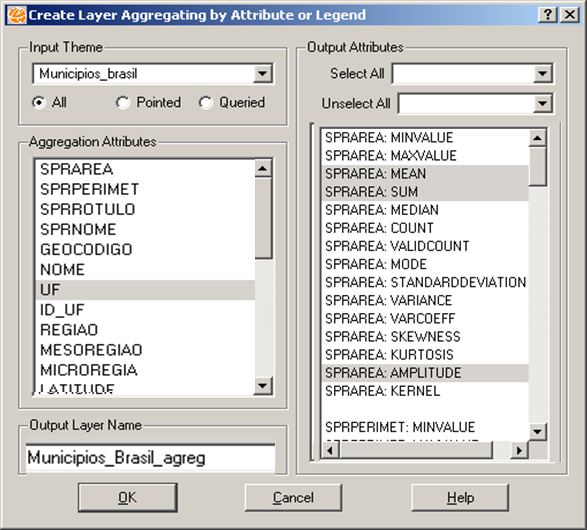 Create Layer Aggregating by Attribute or Legend
Input Theme
Municipios_brasil
All
Pointed
Queried
Aggregation Attributes
SPRAREA
SPRPERIMET
SPRROTULO
SPRNOME
GEOCODIGO
NOME
UF
ID_UF
REGIAO
MESOREGIAO
MICROREGIA
LATITUDE
Output Layer Name
Municipios_Brasil_agreg
Output Attributes
Select All
Unselect All
SPRAREA: MINVALUE
SPRAREA: MAXVALUE
SPRAREA: MEAN
SPRAREA: SUM
SPRAREA: MEDIAN
SPRAREA: COUNT
SPRAREA: VALIDCOUNT
SPRAREA: MODE
SPRAREA: STANDARDDEVIATION
SPRAREA: VARIANCE
SPRAREA: VARCOEFF
SPRAREA: SKEWNESS
SPRAREA: KURTOSIS
SPRAREA: AMPLITUDE
SPRAREA: KERNEL
SPRPERIMET: MINVALUE
OK
Cancel
Help